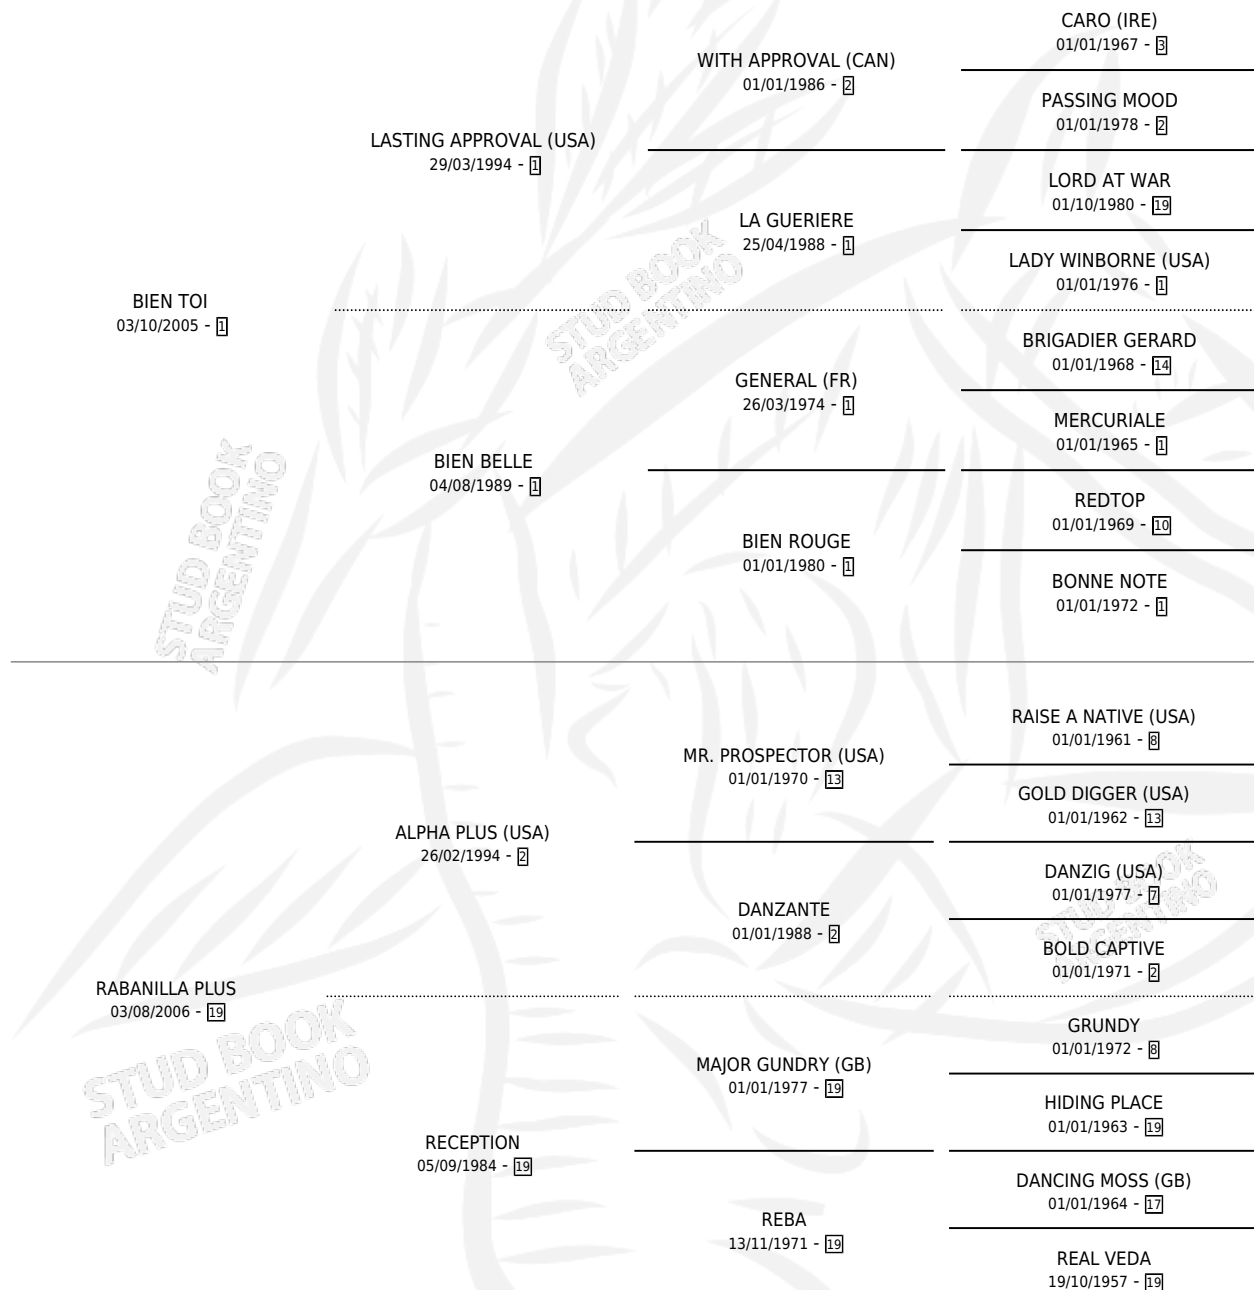 CARO (IRE)
01/01/1967 - 3
WITH APPROVAL (CAN)
01/01/1986 - 2
PASSING MOOD
01/01/1978 - 2
LASTING APPROVAL (USA)
29/03/1994 - 1
LORD AT WAR
01/10/1980 - 19
LA GUERIERE
25/04/1988 - 1
LADY WINBORNE (USA)
01/01/1976 - 1
BIEN TOI
03/10/2005 - 1
BRIGADIER GERARD
01/01/1968 - 14
GENERAL (FR)
26/03/1974 - 1
MERCURIALE
01/01/1965 - 1
BIEN BELLE
04/08/1989 - 1
REDTOP
01/01/1969 - 10
BIEN ROUGE
01/01/1980 - 1
BONNE NOTE
01/01/1972 - 1
RAISE A NATIVE (USA)
01/01/1961 - 8
MR. PROSPECTOR (USA)
01/01/1970 - 13
GOLD DIGGER (USA)
01/01/1962 - 13
ALPHA PLUS (USA)
26/02/1994 - 2
DANZIG (USA)
01/01/1977 - 7
DANZANTE
01/01/1988 - 2
BOLD CAPTIVE
01/01/1971 - 2
RABANILLA PLUS
03/08/2006 - 19
GRUNDY
01/01/1972 - 8
MAJOR GUNDRY (GB)
01/01/1977 - 19
HIDING PLACE
01/01/1963 - 19
RECEPTION
05/09/1984 - 19
DANCING MOSS (GB)
01/01/1964 - 17
REBA
13/11/1971 - 19
REAL VEDA
19/10/1957 - 19
STUD BOOK
ARGENTINO
STUD BOOK
ARGENTINO
STUD BOOK
ARGENTINO
STUD BOOK
ARGENTINO